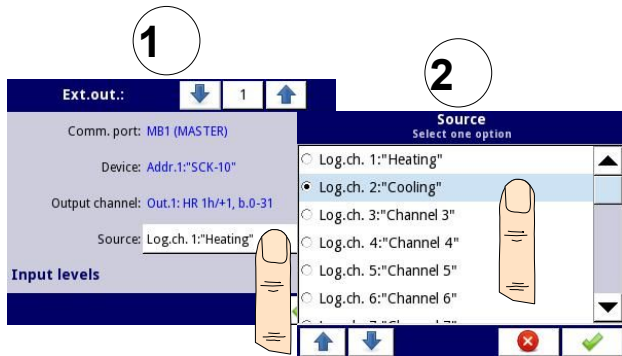 1
Ext.out.: 1
Comm. port: MB1 (MASTER)
Device: Addr.1:"SCK-10"
Output channel: Out.1: HR 1h/+1, b.0-31
Source: Log.ch. 1:"Heating"
Input levels
2
Source
Select one option
Log.ch. 1:"Heating"
Log.ch. 2:"Cooling"
Log.ch. 3:"Channel 3"
Log.ch. 4:"Channel 4"
Log.ch. 5:"Channel 5"
Log.ch. 6:"Channel 6"